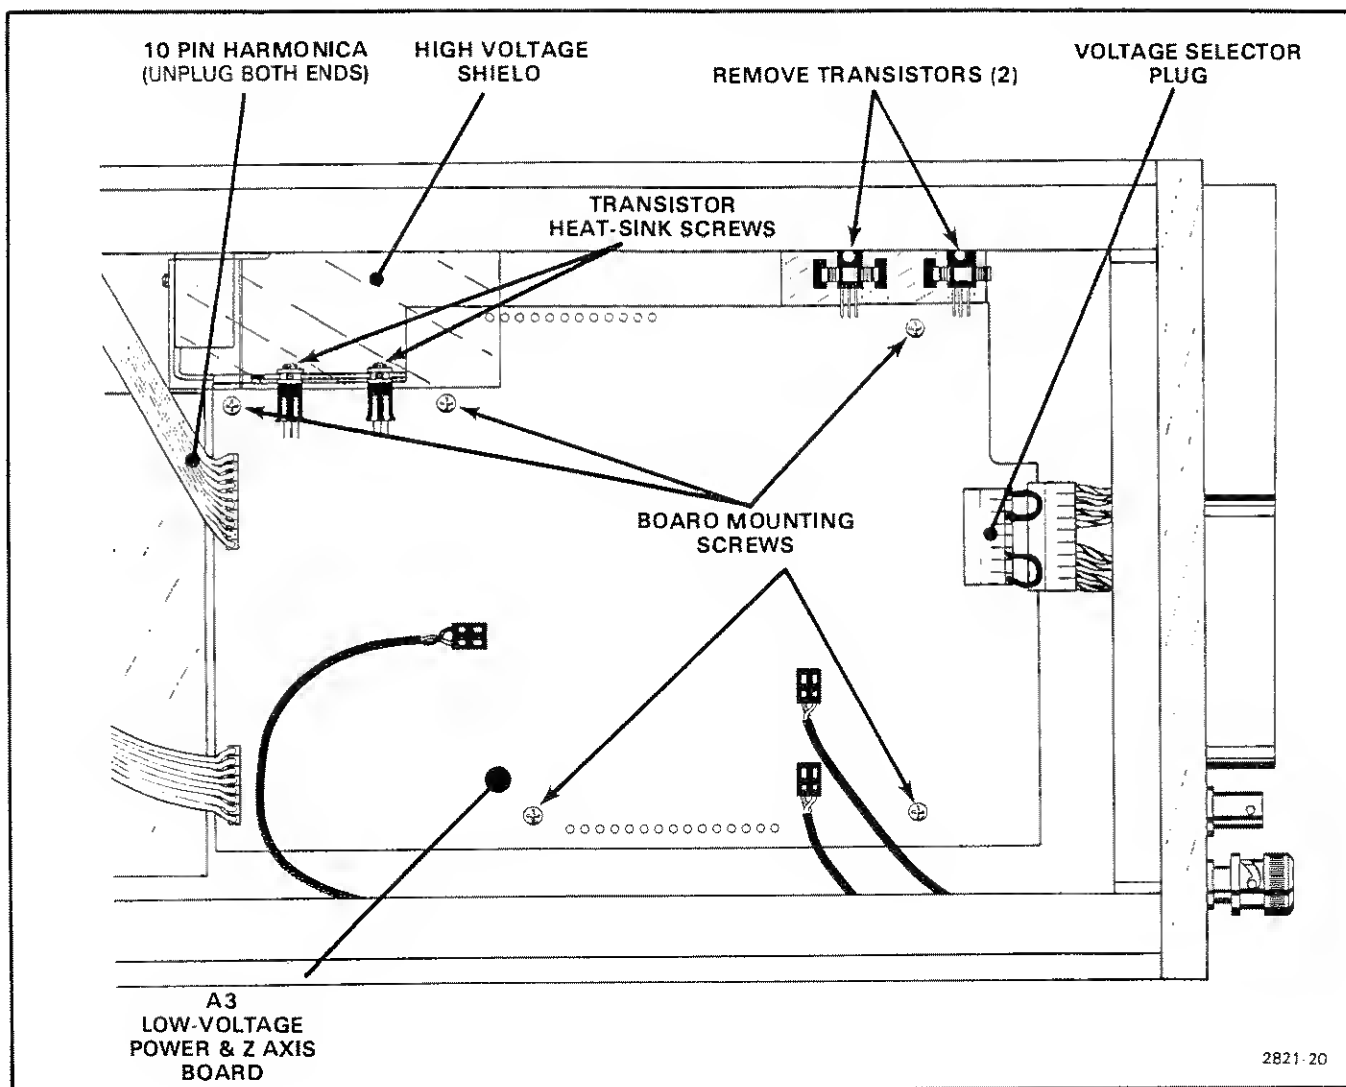 10 PIN HARMONICA
(UNPLUG BOTH ENDS)
HIGH VOLTAGE
SHIELO
REMOVE TRANSISTORS (2)
VOLTAGE SELECTOR
PLUG
TRANSISTOR
HEAT-SINK SCREWS
BOARO MOUNTING
SCREWS
A3
LOW-VOLTAGE
POWER & Z AXIS
BOARD
2821-20